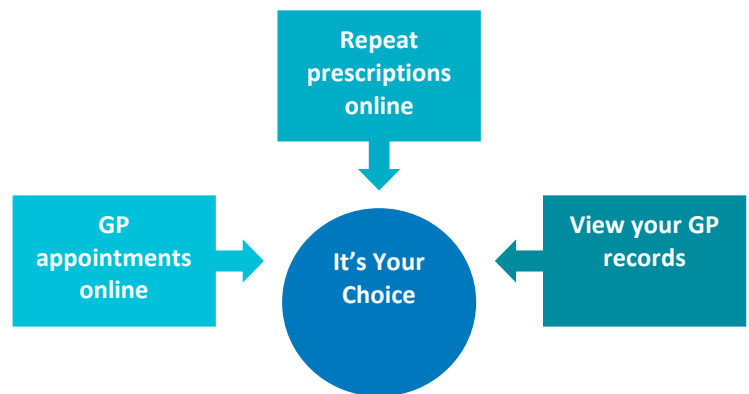 Repeat
prescriptions
online
GP
appointments
online
It’s Your
Choice
View your GP
records